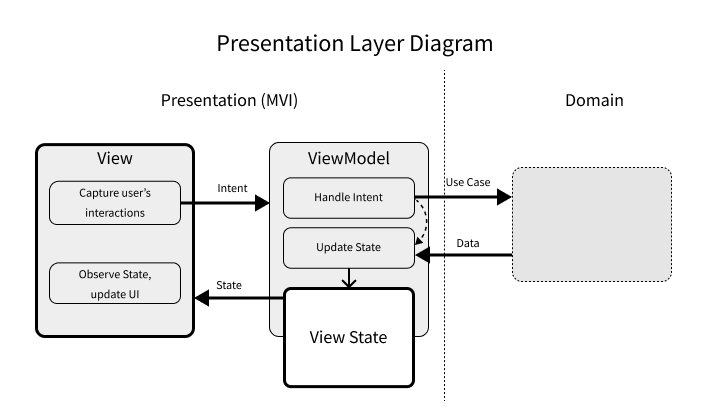 Presentation Layer Diagram
Presentation (MVI)
Domain
View
ViewModel
Capture user's
interactions
Intent
Handle Intent
Use Case
Update State
Data
Observe State,
update UI
State
View State